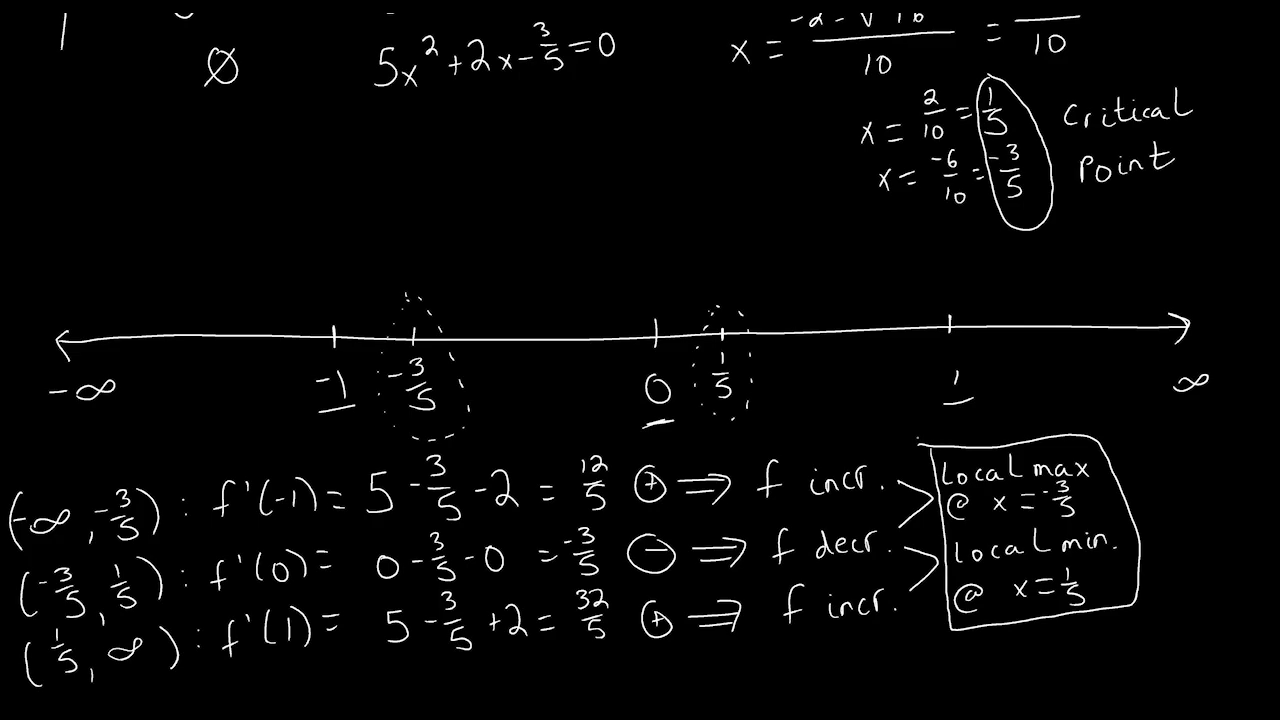 ∅
5x² + 2x - 3/5 = 0
x = -2 - √16 / 10 = / 10
x = 2/10 = 1/5
x = -6/10 = -3/5
Critical
Point
-∞ -1 -3/5 0 1/5 1 ∞
(-∞, -3/5) : f'(-1) = 5 - 3/5 - 2 = 12/5 ⊕ ⟹ f incr.
(-3/5, 1/5) : f'(0) = 0 - 3/5 - 0 = -3/5 ⊖ ⟹ f decr.
(1/5, ∞) : f'(1) = 5 - 3/5 + 2 = 32/5 ⊕ ⟹ f incr.
Local max
@ x = -3/5
Local min.
@ x = 1/5